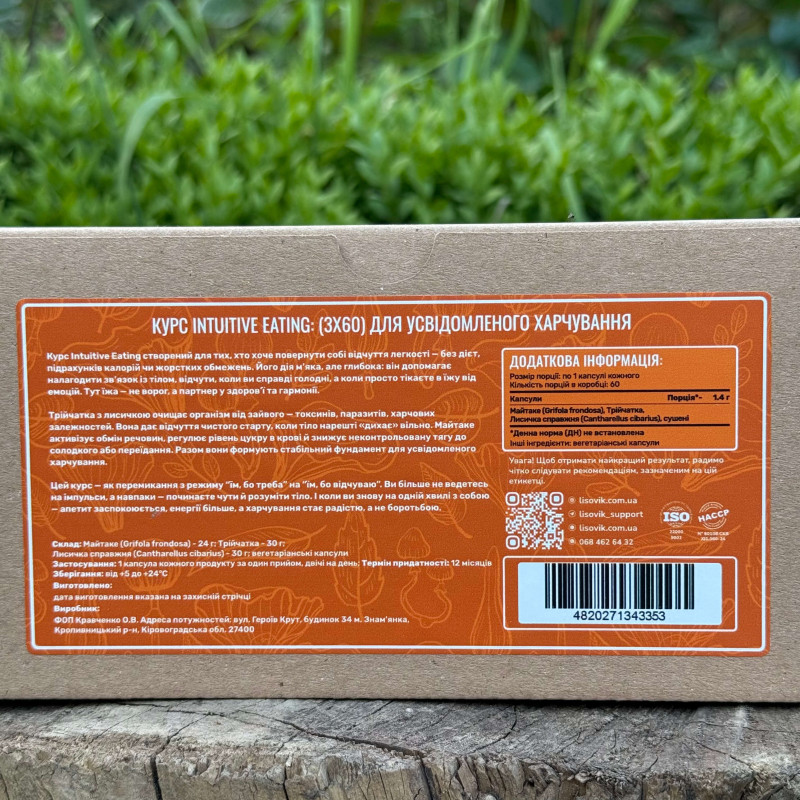 КУРС INTUITIVE EATING: (3X60) ДЛЯ УСВІДОМЛЕНОГО ХАРЧУВАННЯ
Курс Intuitive Eating створений для тих, хто хоче повернути собі відчуття легкості – без дієт,
підрахунків калорій чи жорстких обмежень. Його дія м'яка, але глибока: він допомагає
налагодити зв'язок із тілом, відчути, коли ви справді голодні, а коли просто тікаєте в їжу від
емоцій. Тут їжа – не ворог, а партнер у здоров'ї та гармонії.
Трійчатка з лисичкою очищає організм від зайвого – токсинів, паразитів, харчових
залежностей. Вона дає відчуття чистого старту, коли тіло нарешті «дихає» вільно. Майтаке
активізує обмін речовин, регулює рівень цукру в крові й знижує неконтрольовану тягу до
солодкого або переїдання. Разом вони формують стабільний фундамент для усвідомленого
харчування.
Цей курс – як перемикання з режиму "їм, бо треба" на "їм, бо відчуваю". Ви більше не ведетесь
на імпульси, а навпаки – починаєте чути й розуміти тіло. І коли ви знову на одній хвилі з собою
– апетит заспокоюється, енергії більше, а харчування стає радістю, а не боротьбою.
Склад: Майтаке (Grifola frondosa) - 24 г; Трійчатка - 30 г;
Лисичка справжня (Cantharellus cibarius) - 30 г; вегетаріанські капсули
Застосування: 1 капсула кожного продукту за один прийом, двічі на день; Термін придатності: 12 місяців
Зберігання: від +5 до +24°С
Виготовлено:
дата виготовлення вказана на захисній стрічці
Виробник:
ФОП Кравченко О.В. Адреса потужностей: вул. Героїв Крут, будинок 34 м. Знам'янка,
Кропивницький р-н. Кіровоградська обл. 27400
ДОДАТКОВА ІНФОРМАЦІЯ:
Розмір порції: по 1 капсулі кожного
Кількість порцій в коробці: 60
Капсули Порція*- 1.4 г
Майтаке (Grifola frondosa), Трійчатка,
Лисичка справжня (Cantharellus cibarius), сушені
*Денна норма (ДН) не встановлена
Інші інгредієнти: вегетаріанські капсули
Увага! Щоб отримати найкращий результат, радимо
чітко слідувати рекомендаціям, зазначеним на цій
етикетці.
lisovik.com.ua
lisovik_support
lisovik.com.ua
068 462 64 32
ISO
HACCP
4820271343353